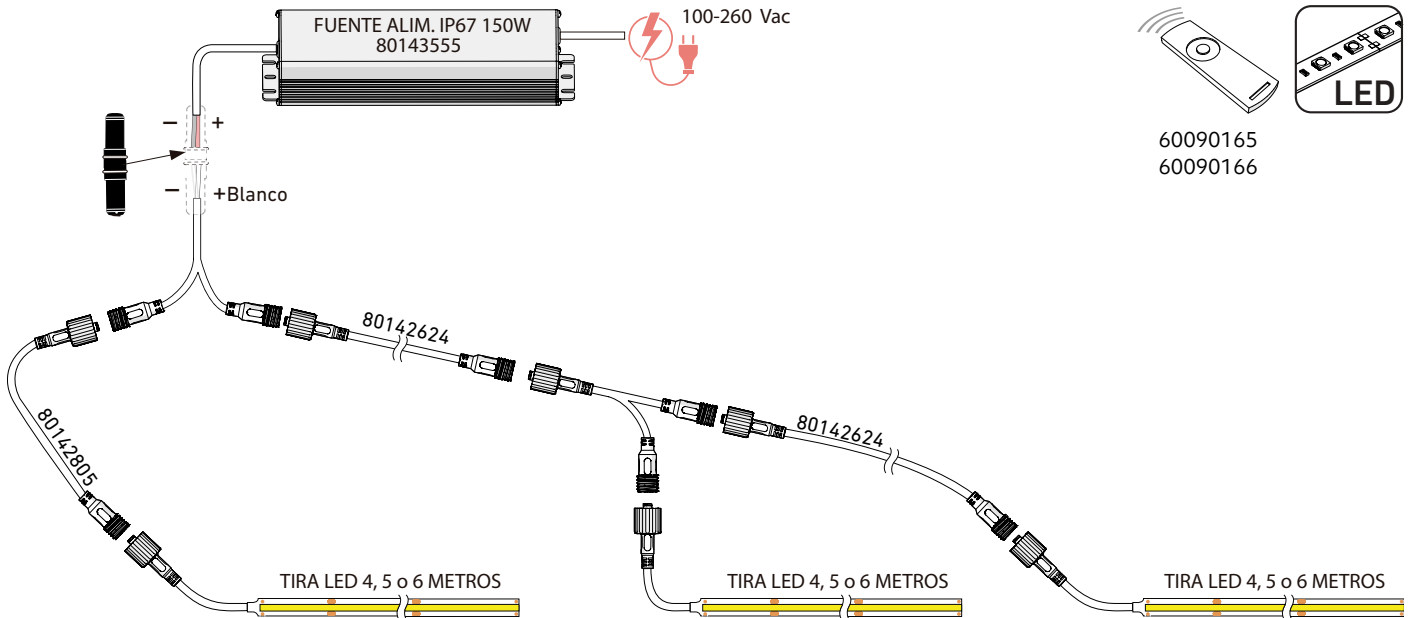 FUENTE ALIM. IP67 150W
80143555
100-260 Vac
LED
60090165
60090166
− +
− +Blanco
80142624
80142624
80142805
TIRA LED 4, 5 o 6 METROS
TIRA LED 4, 5 o 6 METROS
TIRA LED 4, 5 o 6 METROS